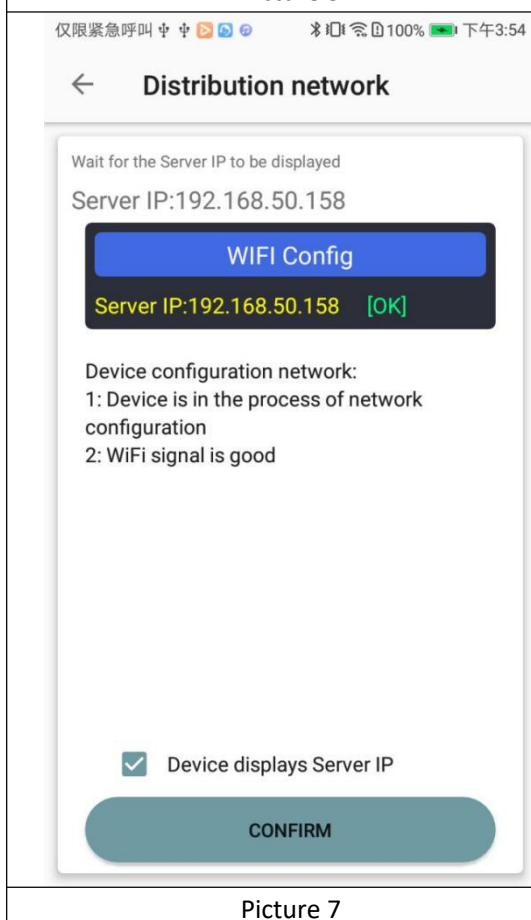 仅限紧急呼叫 100% 下午3:54
Distribution network
Wait for the Server IP to be displayed
Server IP:192.168.50.158
WIFI Config
Server IP:192.168.50.158 [OK]
Device configuration network:
1: Device is in the process of network
configuration
2: WiFi signal is good
Device displays Server IP
CONFIRM
Picture 7